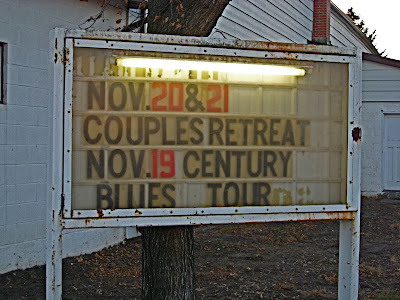 NOV.20&21
COUPLES RETREAT
NOV.19 CENTURY
BLUES TOUR